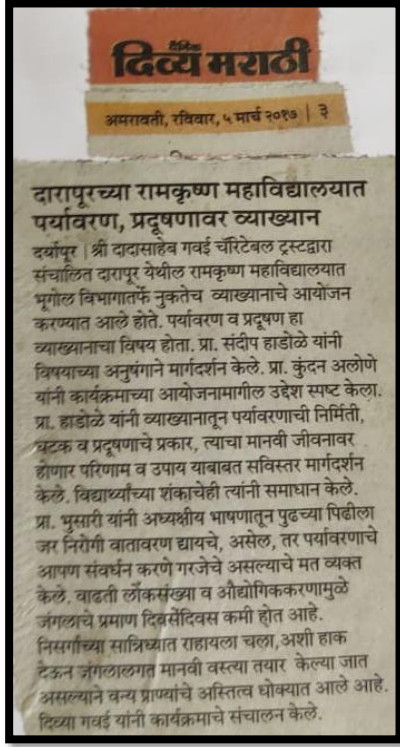 दैनिक
दिव्य मराठी
अमरावती, रविवार, ५ मार्च २०१७ | ३
दारापूरच्या रामकृष्ण महाविद्यालयात
पर्यावरण, प्रदूषणावर व्याख्यान
दर्यापूर | श्री दादासाहेब गवई चॅरिटेबल ट्रस्टद्वारा
संचालित दारापूर येथील रामकृष्ण महाविद्यालयात
भूगोल विभागातर्फे नुकतेच व्याख्यानाचे आयोजन
करण्यात आले होते. पर्यावरण व प्रदूषण हा
व्याख्यानाचा विषय होता. प्रा. संदीप हाडोळे यांनी
विषयाच्या अनुषंगाने मार्गदर्शन केले. प्रा. कुंदन अलोणे
यांनी कार्यक्रमाच्या आयोजनामागील उद्देश स्पष्ट केला.
प्रा. हाडोळे यांनी व्याख्यानातून पर्यावरणाची निर्मिती,
घटक व प्रदूषणाचे प्रकार, त्याचा मानवी जीवनावर
होणार परिणाम व उपाय याबाबत सविस्तर मार्गदर्शन
केले. विद्यार्थ्यांच्या शंकाचेही त्यांनी समाधान केले.
प्रा. भुसारी यांनी अध्यक्षीय भाषणातून पुढच्या पिढीला
जर निरोगी वातावरण द्यायचे, असेल, तर पर्यावरणाचे
आपण संवर्धन करणे गरजेचे असल्याचे मत व्यक्त
केले. वाढती लोकसंख्या व औद्योगिककरणामुळे
जंगलाचे प्रमाण दिवसेंदिवस कमी होत आहे.
निसर्गाच्या सान्निध्यात राहायला चला,अशी हाक
देऊन जंगलालगत मानवी वस्त्या तयार केल्या जात
असल्याने वन्य प्राण्यांचे अस्तित्व धोक्यात आले आहे.
दिव्या गवई यांनी कार्यक्रमाचे संचालन केले.